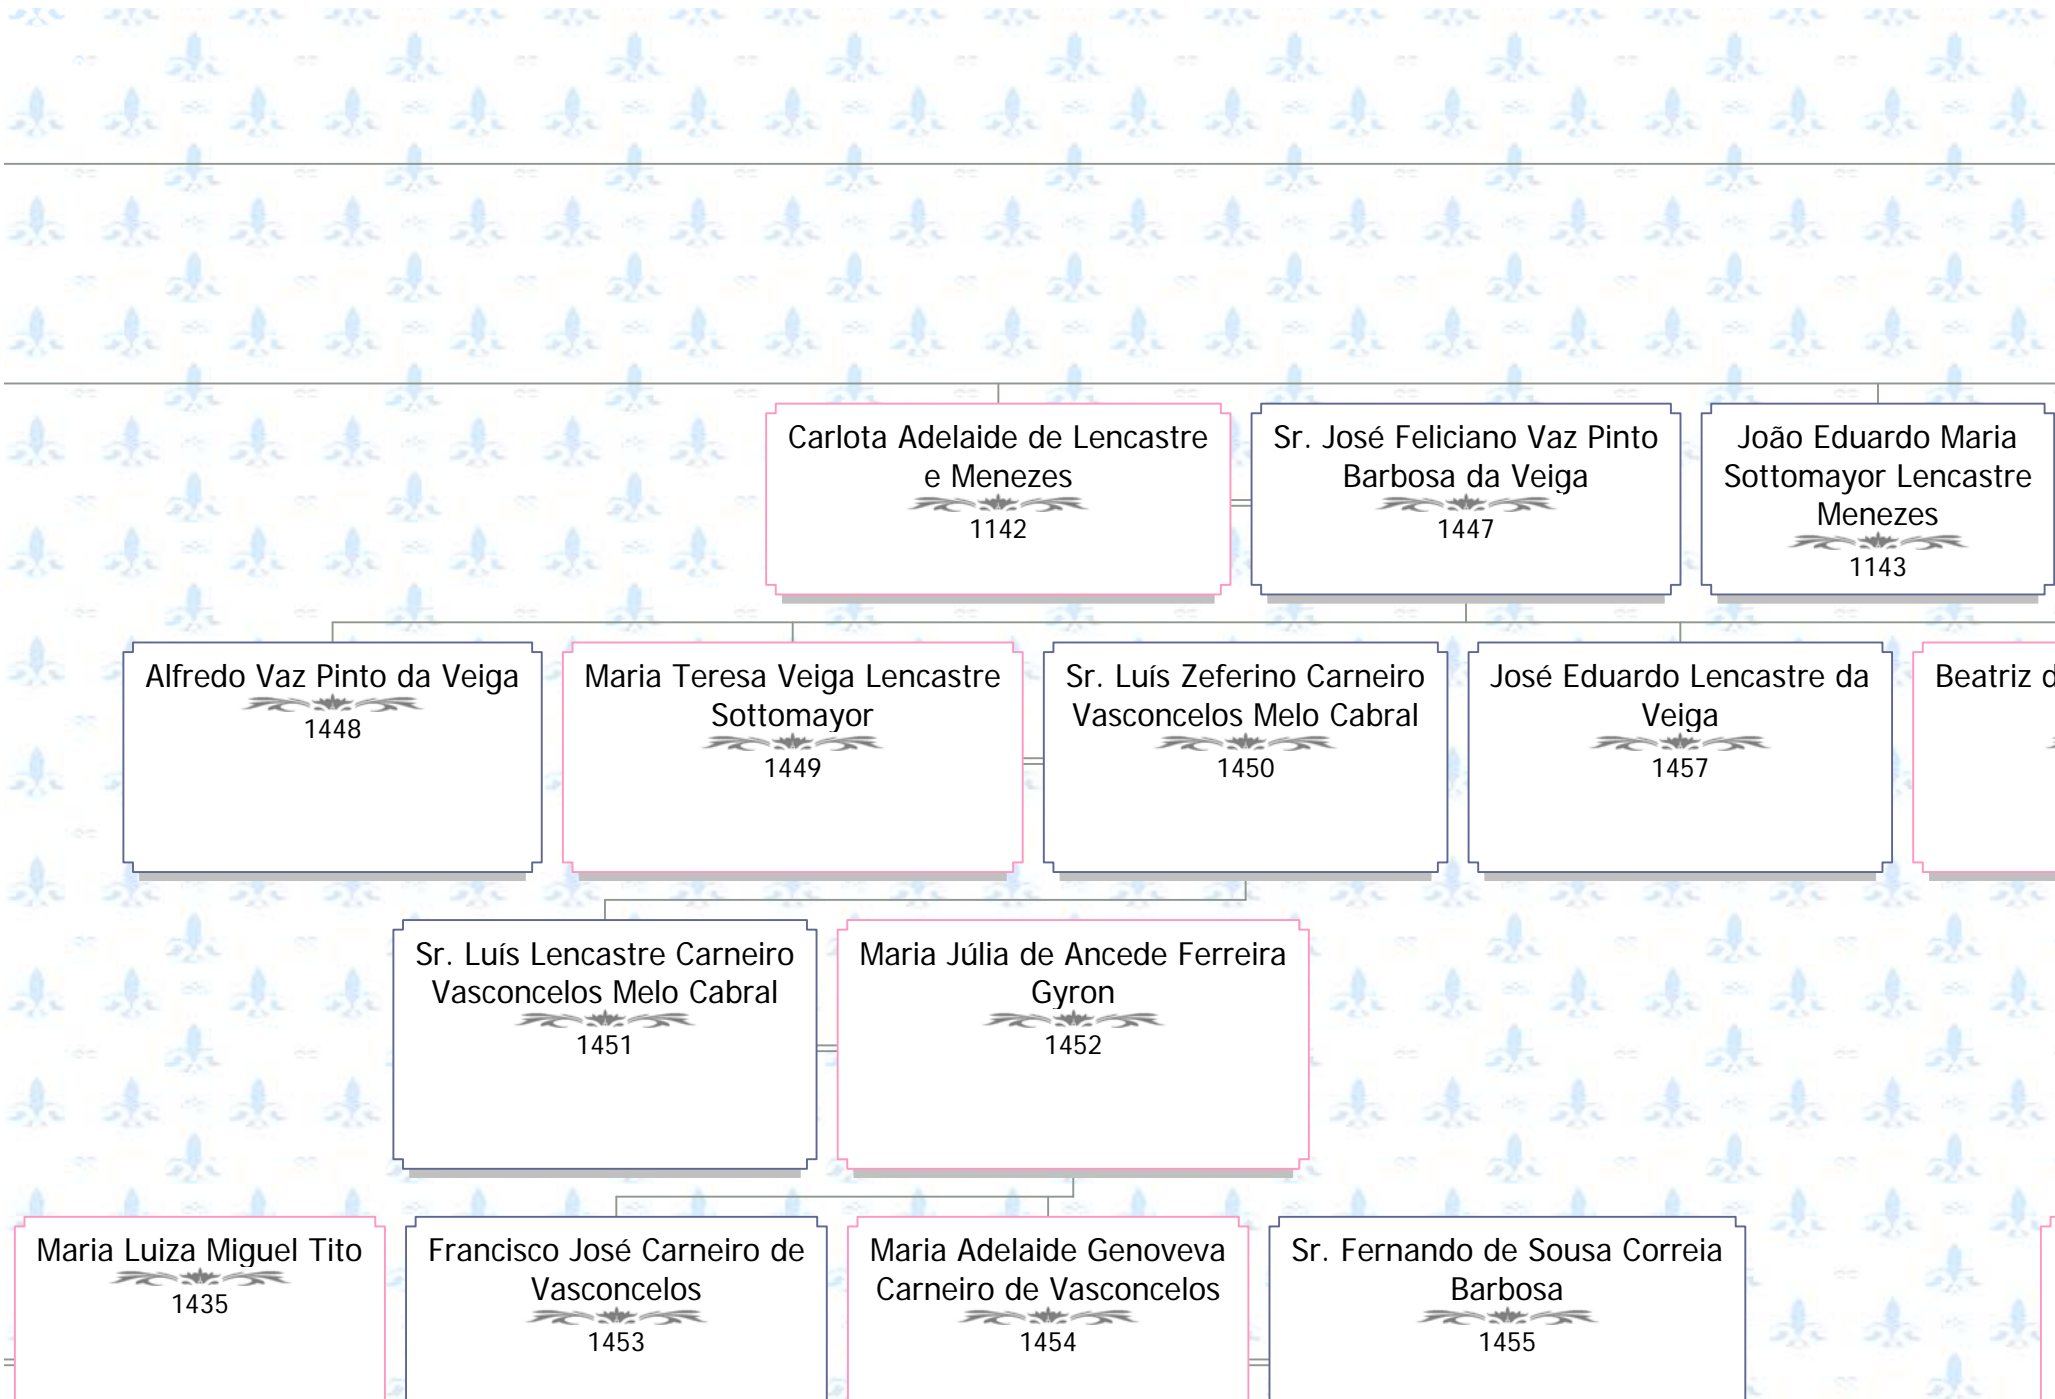 Carlota Adelaide de Lencastre
e Menezes
1142
Sr. José Feliciano Vaz Pinto
Barbosa da Veiga
1447
João Eduardo Maria
Sottomayor Lencastre
Menezes
1143
Alfredo Vaz Pinto da Veiga
1448
Maria Teresa Veiga Lencastre
Sottomayor
1449
Sr. Luís Zeferino Carneiro
Vasconcelos Melo Cabral
1450
José Eduardo Lencastre da
Veiga
1457
Beatriz d
Sr. Luís Lencastre Carneiro
Vasconcelos Melo Cabral
1451
Maria Júlia de Ancede Ferreira
Gyron
1452
Maria Luiza Miguel Tito
1435
Francisco José Carneiro de
Vasconcelos
1453
Maria Adelaide Genoveva
Carneiro de Vasconcelos
1454
Sr. Fernando de Sousa Correia
Barbosa
1455